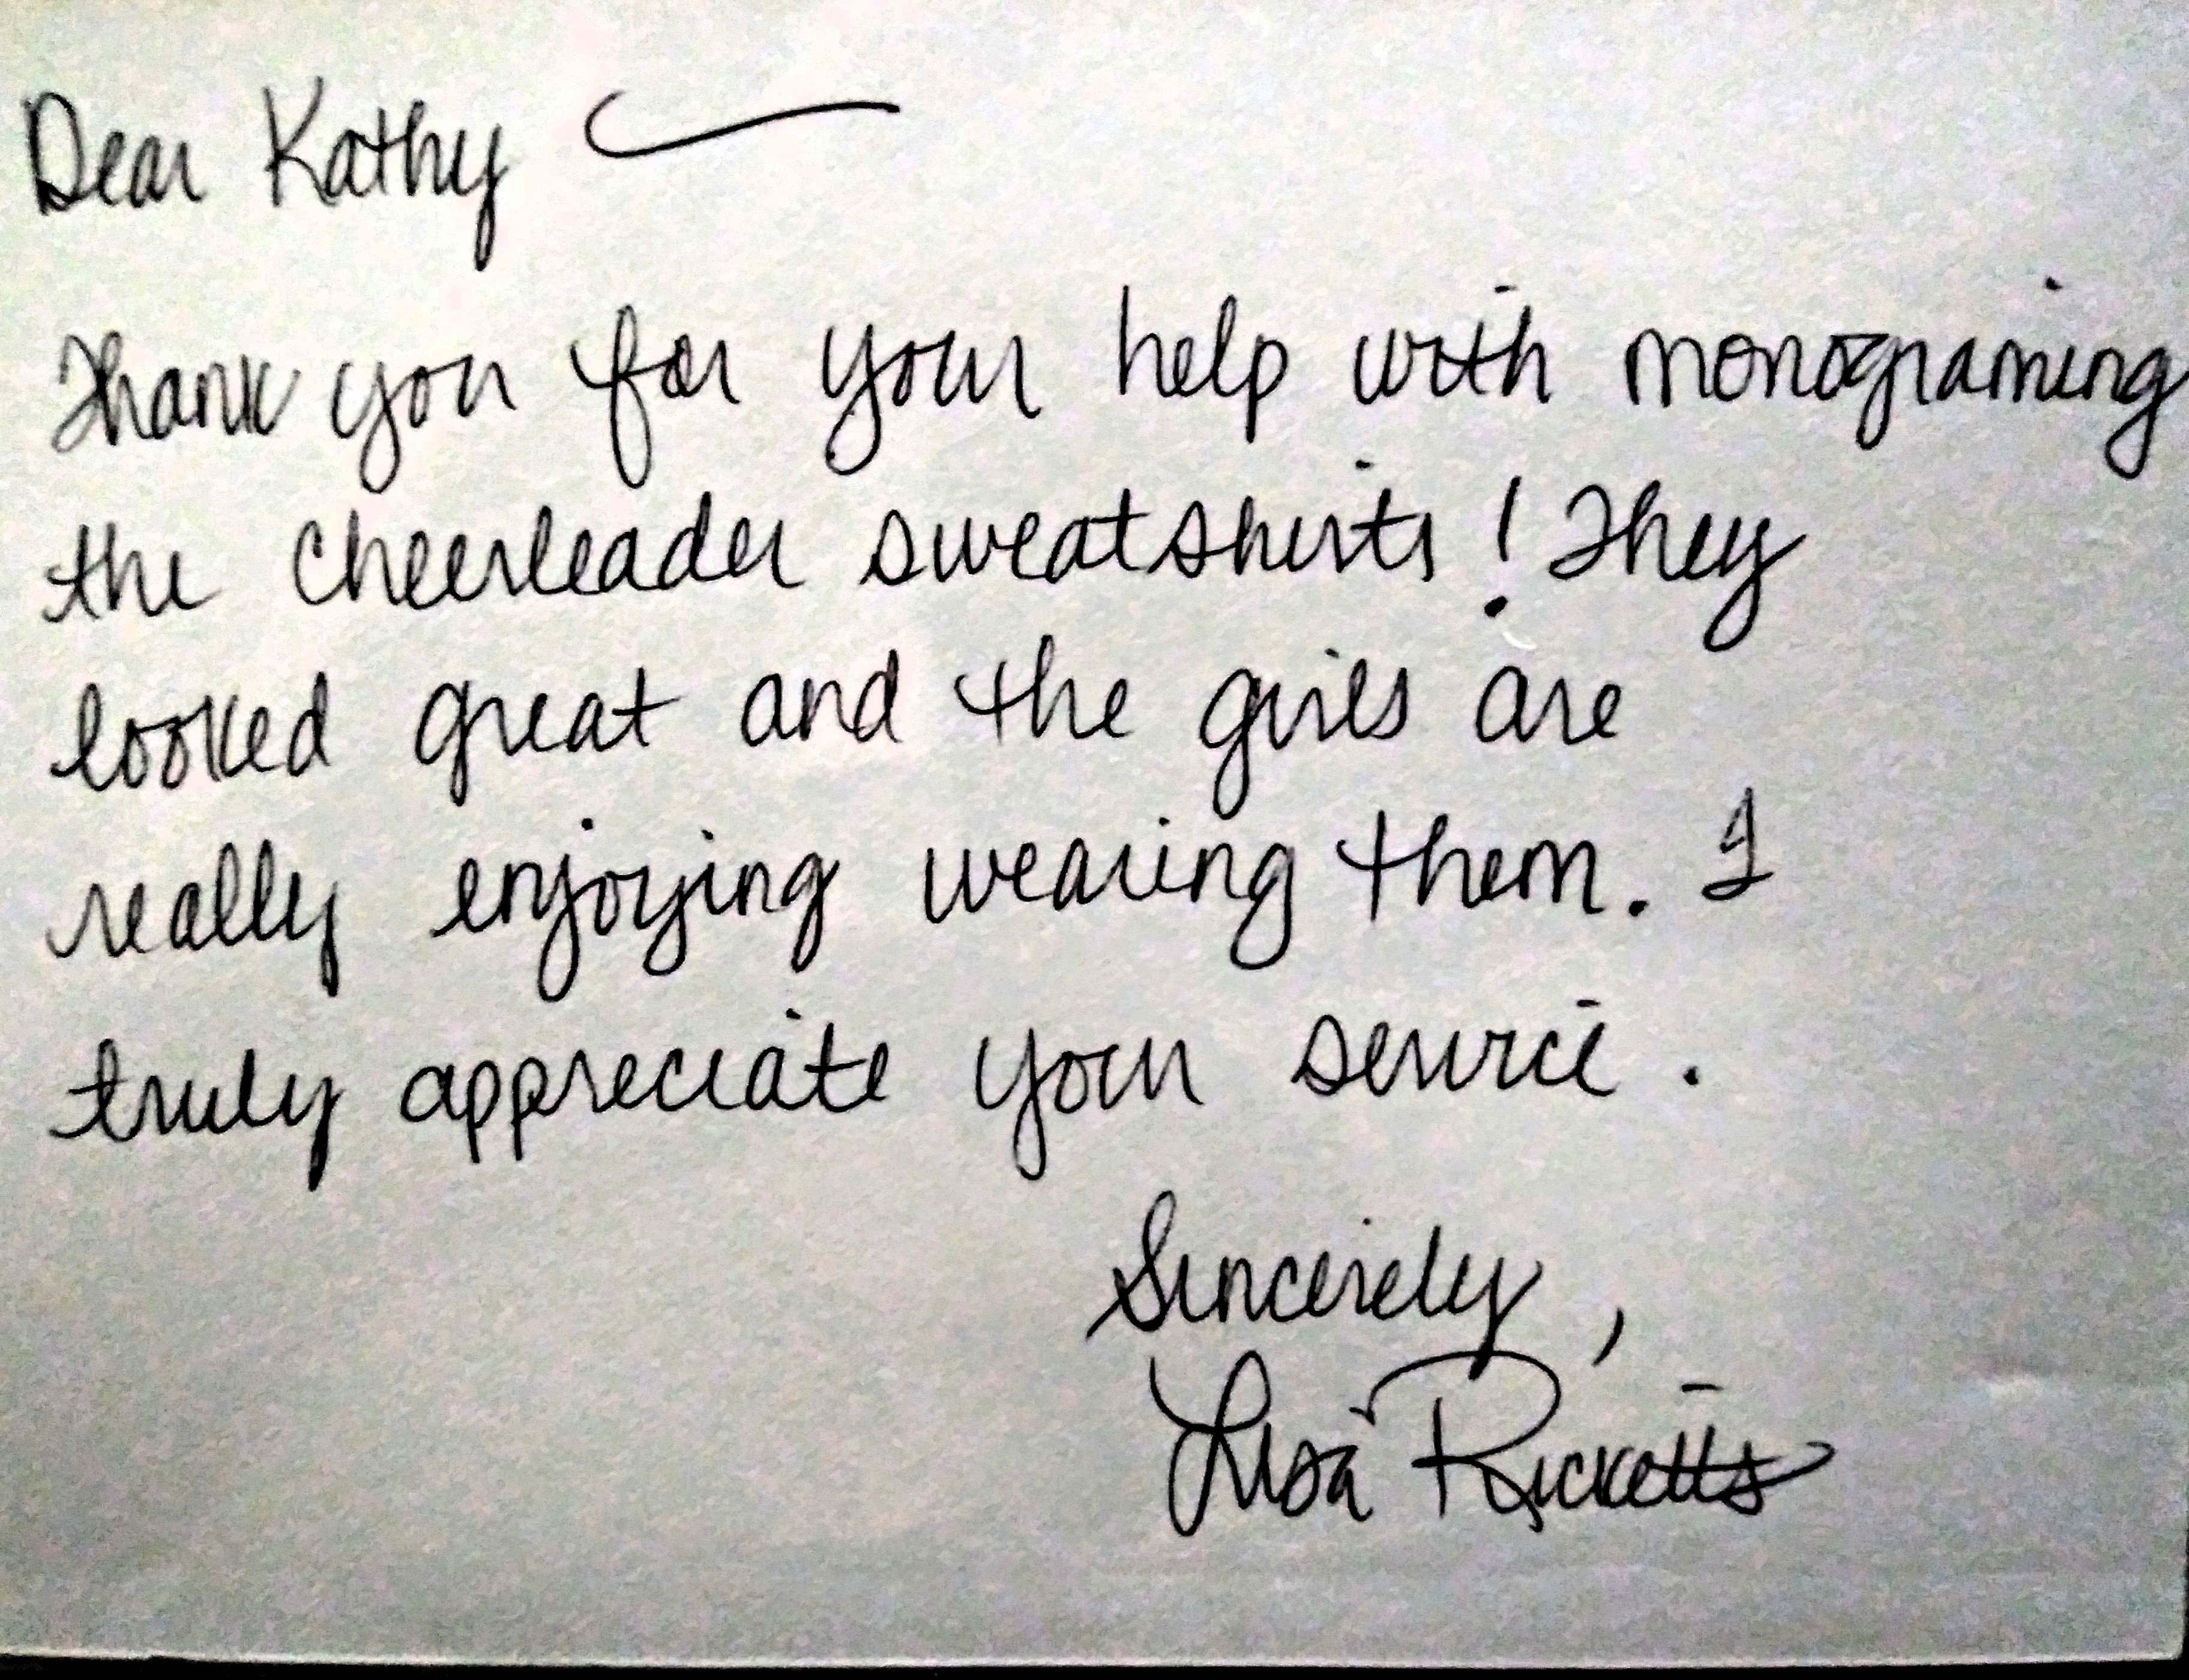 Dear Kathy —
Thank you for your help with monograming
the cheerleader sweatshirts! They
looked great and the girls are
really enjoying wearing them. I
truly appreciate your service.
Sincerely,
Lisa Ricketts